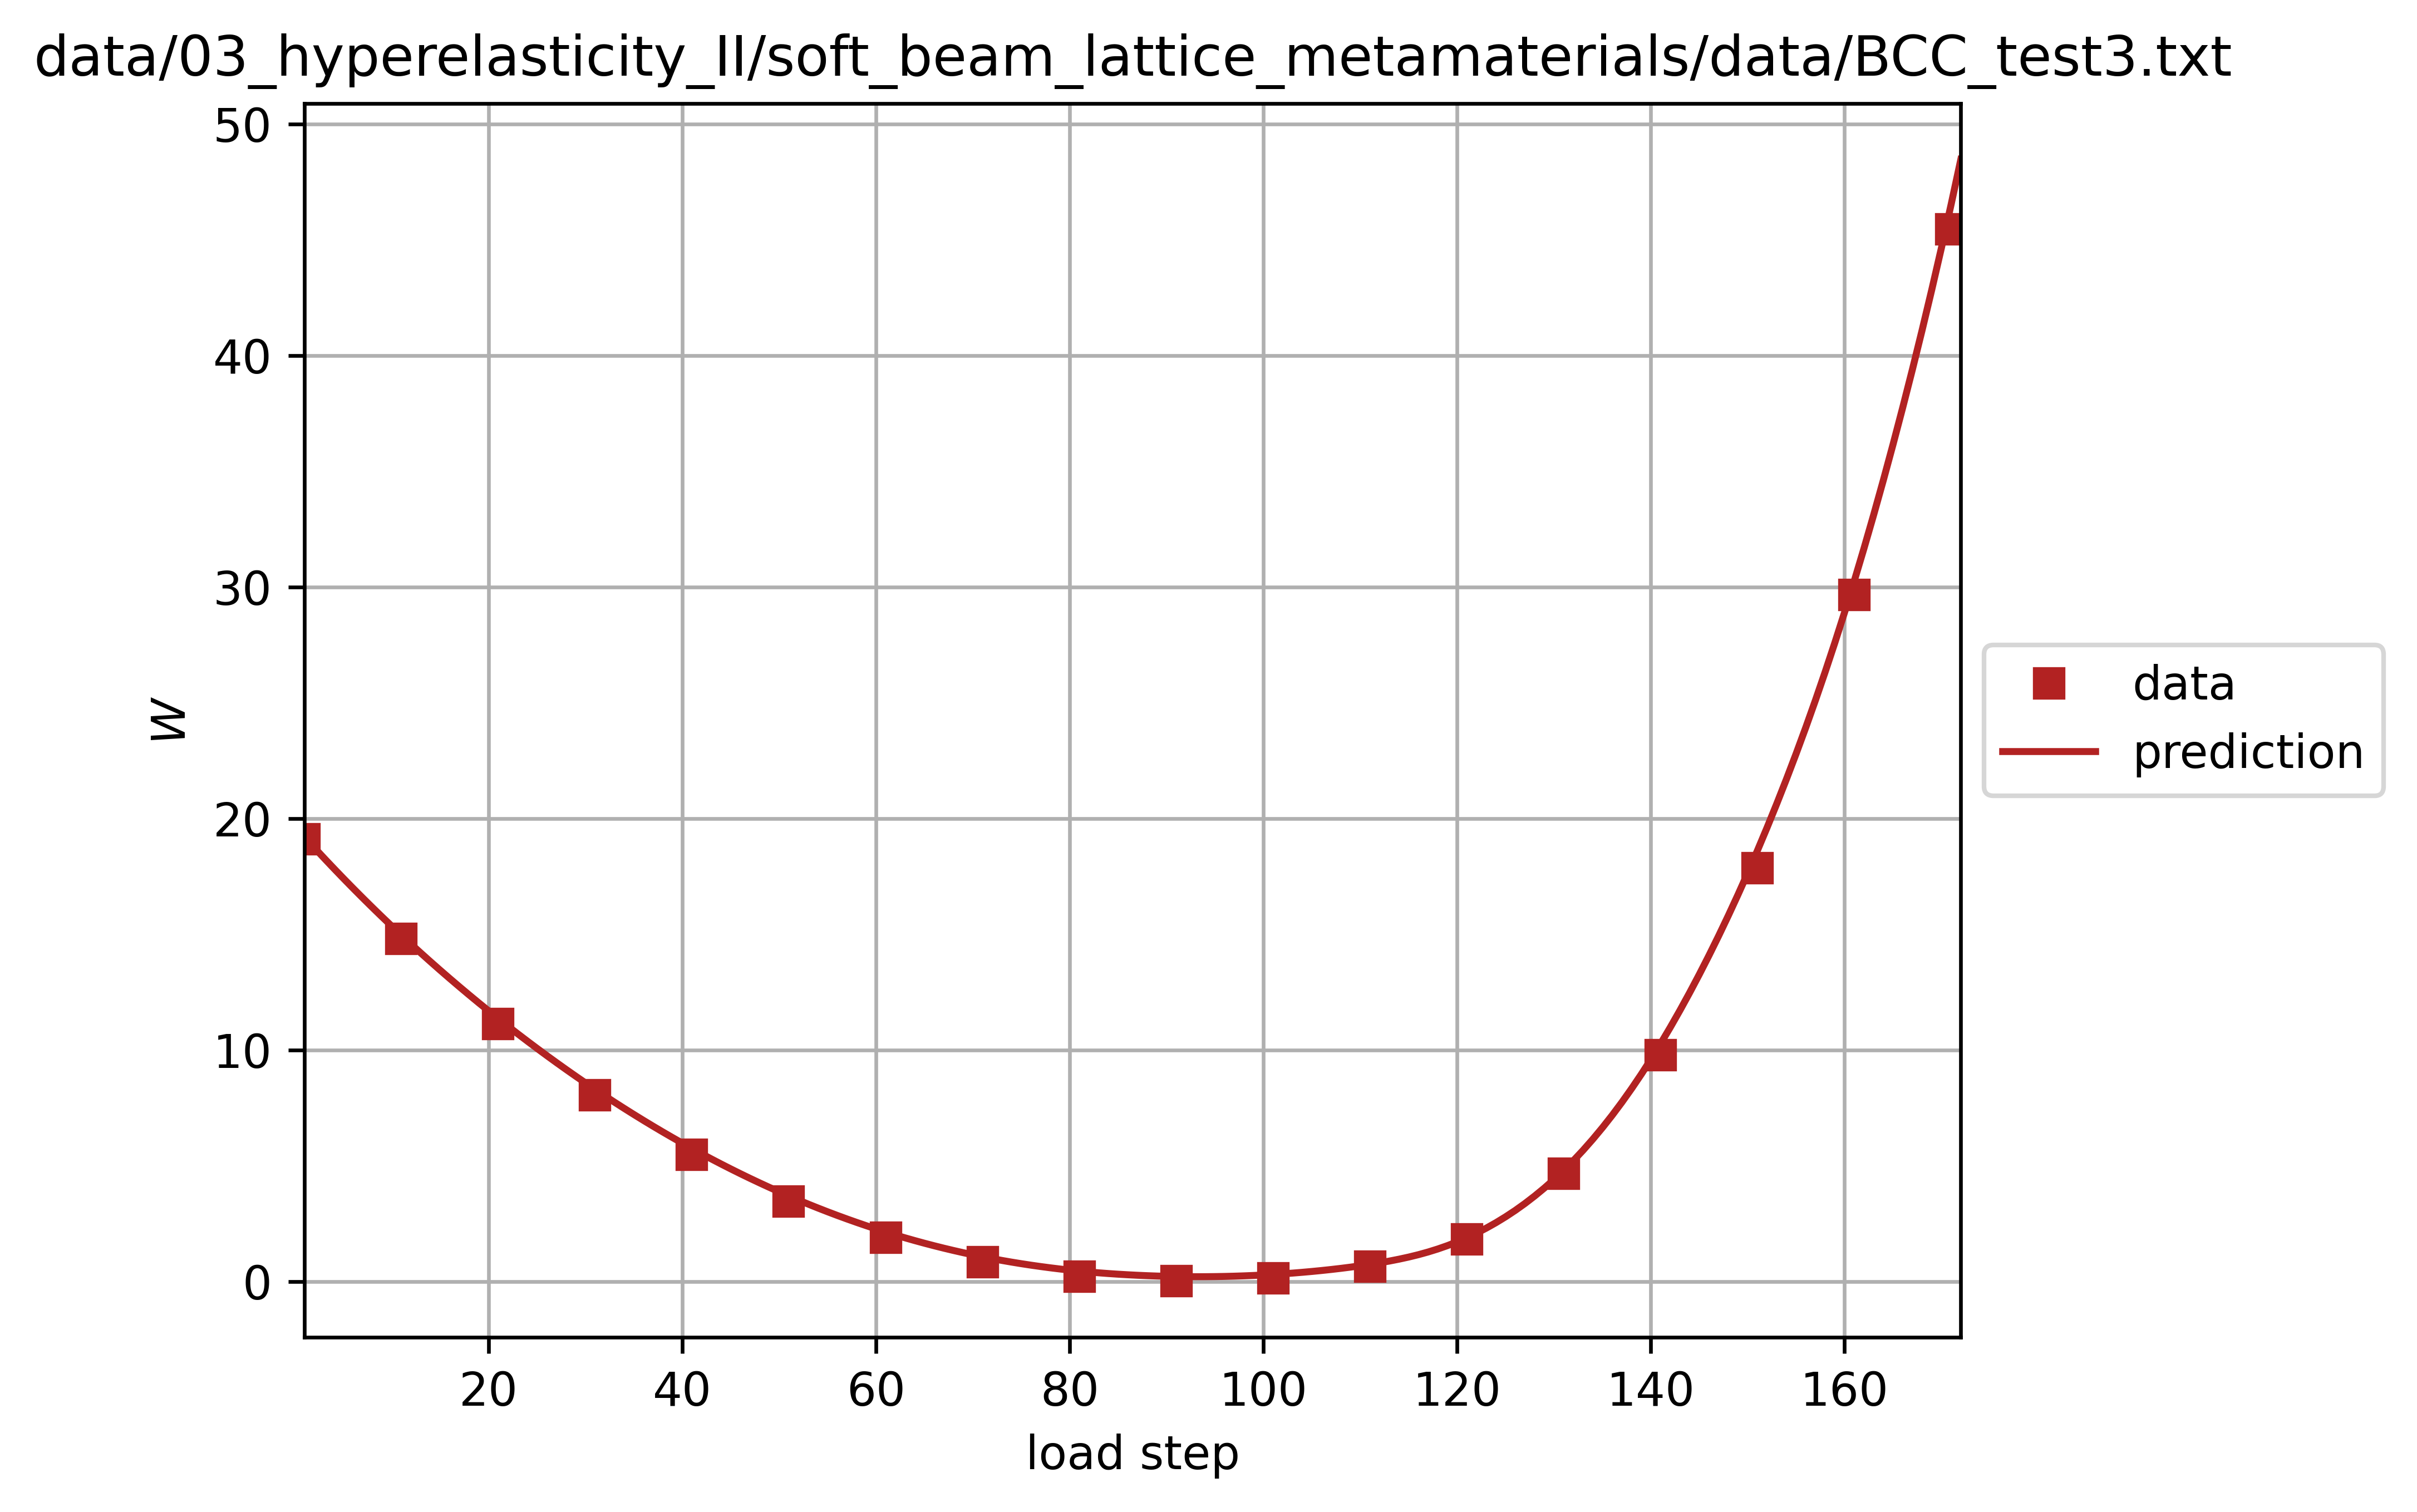 data/03_hyperelasticity_II/soft_beam_lattice_metamaterials/data/BCC_test3.txt
50
40
30
20
10
0
W
20 40 60 80 100 120 140 160
load step
data
prediction